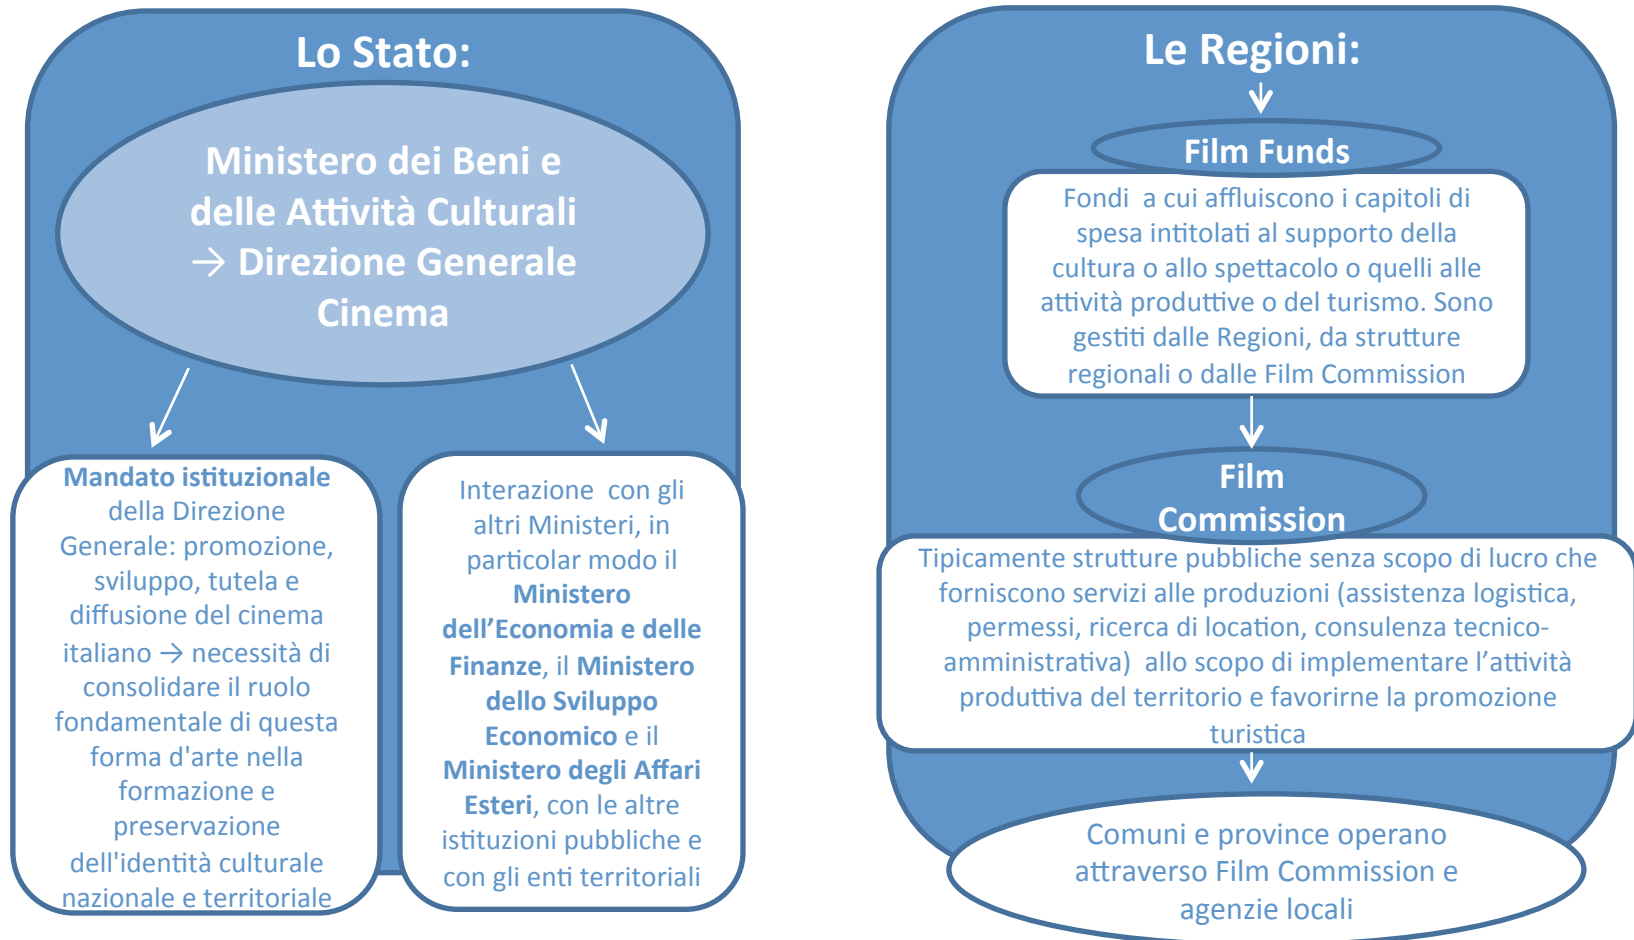 Lo Stato:
Ministero dei Beni e
delle Attività Culturali
→ Direzione Generale
Cinema
Mandato istituzionale
della Direzione
Generale: promozione,
sviluppo, tutela e
diffusione del cinema
italiano → necessità di
consolidare il ruolo
fondamentale di questa
forma d'arte nella
formazione e
preservazione
dell'identità culturale
nazionale e territoriale
Interazione con gli
altri Ministeri, in
particolar modo il
Ministero
dell’Economia e delle
Finanze, il Ministero
dello Sviluppo
Economico e il
Ministero degli Affari
Esteri, con le altre
istituzioni pubbliche e
con gli enti territoriali
Le Regioni:
Film Funds
Fondi a cui affluiscono i capitoli di
spesa intitolati al supporto della
cultura o allo spettacolo o quelli alle
attività produttive o del turismo. Sono
gestiti dalle Regioni, da strutture
regionali o dalle Film Commission
Film
Commission
Tipicamente strutture pubbliche senza scopo di lucro che
forniscono servizi alle produzioni (assistenza logistica,
permessi, ricerca di location, consulenza tecnico-
amministrativa) allo scopo di implementare l’attività
produttiva del territorio e favorirne la promozione
turistica
Comuni e province operano
attraverso Film Commission e
agenzie locali